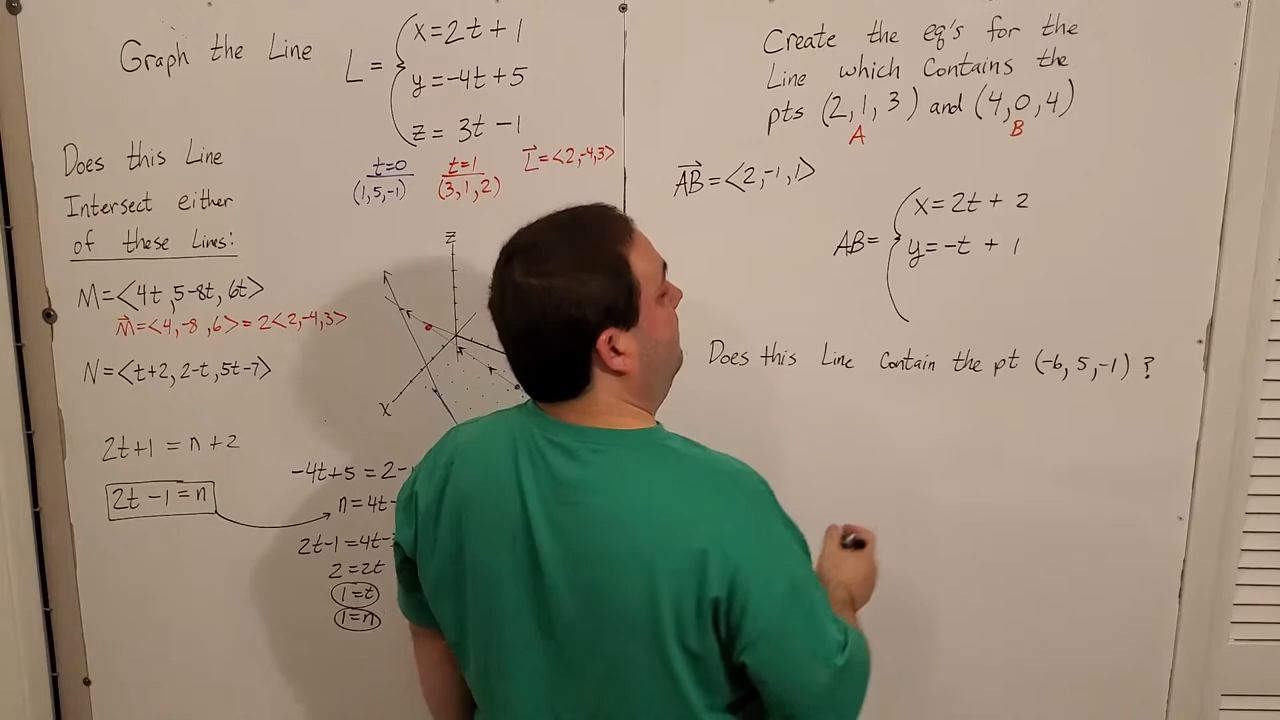 Graph the Line
L =
x=2t+1
y=-4t+5
z=3t-1
t=0
(1,5,-1)
t=1
(3,1,2)
L=<2,-4,3>
Does this Line
Intersect either
of these Lines:
M=<4t,5-8t,6t>
M=<4,-8,6>=2<2,-4,3>
N=<t+2,2-t,5t-7>
2t+1=n+2
2t-1=n
-4t+5=2-
n=4t-
2t-1=4t-
2=2t
1=t
1=n
z
x
Create the eq's for the
Line which contains the
pts (2,1,3) and (4,0,4)
A
B
AB=<2,-1,1>
AB=
x=2t+2
y=-t+1
Does this Line contain the pt (-6,5,-1)?